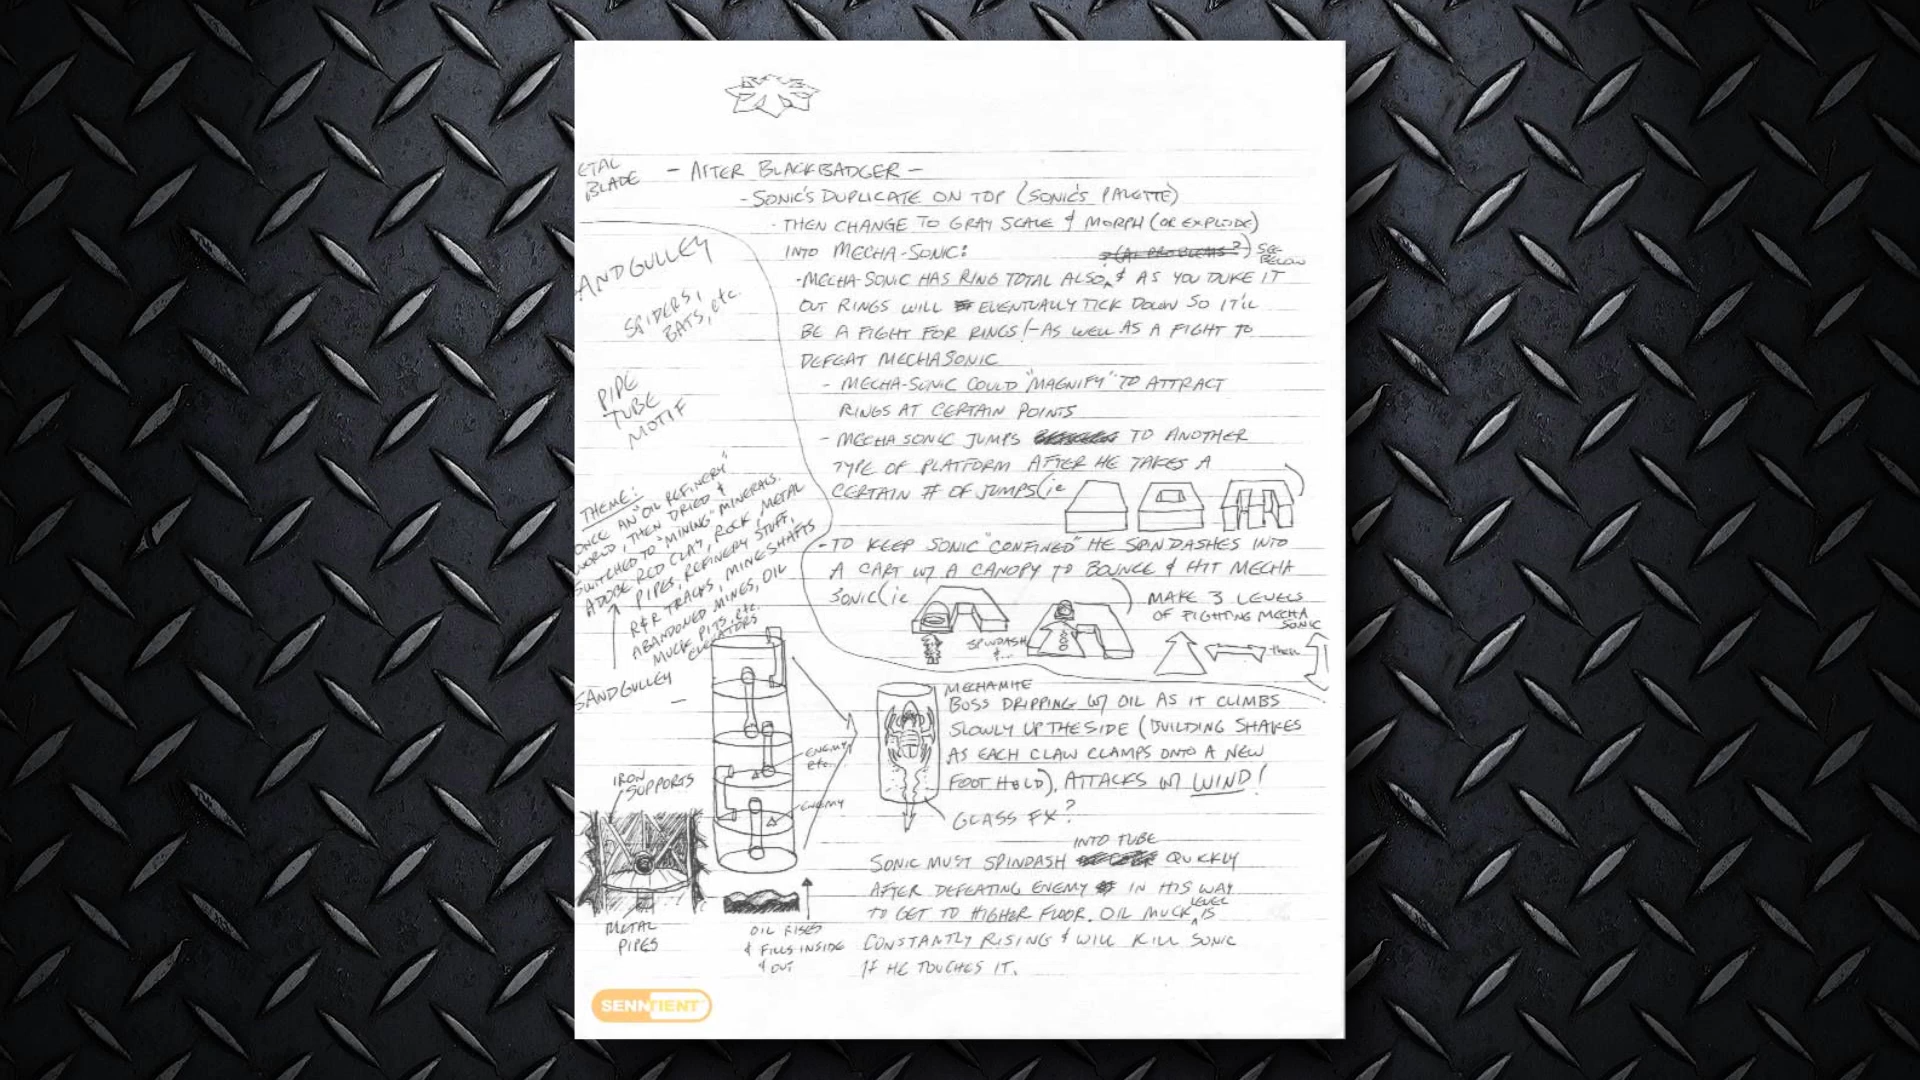 ETAL
BLADE
- AFTER BLACKBADGER -
- SONIC'S DUPLICATE ON TOP (SONIC'S PALETTE)
- THEN CHANGE TO GRAY SCALE & MORPH (OR EXPLODE)
INTO MECHA-SONIC: ?(AI PROBLEMS?) SEE
BELOW
- MECHA-SONIC HAS RING TOTAL ALSO, & AS YOU DUKE IT
OUT RINGS WILL EVENTUALLY TICK DOWN SO IT'LL
BE A FIGHT FOR RINGS! - AS WELL AS A FIGHT TO
DEFEAT MECHASONIC
- MECHA-SONIC COULD "MAGNIFY" TO ATTRACT
RINGS AT CERTAIN POINTS
- MECHA SONIC JUMPS TO ANOTHER
TYPE OF PLATFORM AFTER HE TAKES A
CERTAIN # OF JUMPS (ie
- TO KEEP SONIC "CONFINED" HE SPINDASHES INTO
A CART W/ A CANOPY TO BOUNCE & HIT MECHA
SONIC (ie
SPINDASH
&...
MAKE 3 LEVELS
OF FIGHTING MECHA
SONIC
then
ANDGULLEY
SPIDERS,
BATS, etc.
PIPE
TUBE
MOTIF
THEME:
ONCE AN "OIL REFINERY"
WORLD, THEN DRIED &
SWITCHED TO "MINING" MINERALS.
ADOBE RED CLAY, ROCK, METAL
PIPES, REFINERY STUFF,
R&R TRACKS, MINESHAFTS
ABANDONED MINES, OIL
MUCK PITS, etc.
ELEVATORS
SANDGULLEY
ENEMY
etc.
ENEMY
IRON
SUPPORTS
METAL
PIPES
OIL RISES
& FILLS INSIDE
& OUT
MECHAMITE
BOSS DRIPPING W/ OIL AS IT CLIMBS
SLOWLY UP THE SIDE (BUILDING SHAKES
AS EACH CLAW CLAMPS ONTO A NEW
FOOT HOLD), ATTACKS W/ WIND!
GLASS FX?
INTO TUBE
SONIC MUST SPINDASH QUCKLY
AFTER DEFEATING ENEMY IN HIS WAY
TO GET TO HIGHER FLOOR. OIL MUCK LEVEL IS
CONSTANTLY RISING & WILL KILL SONIC
IF HE TOUCHES IT.
SENNTIENT